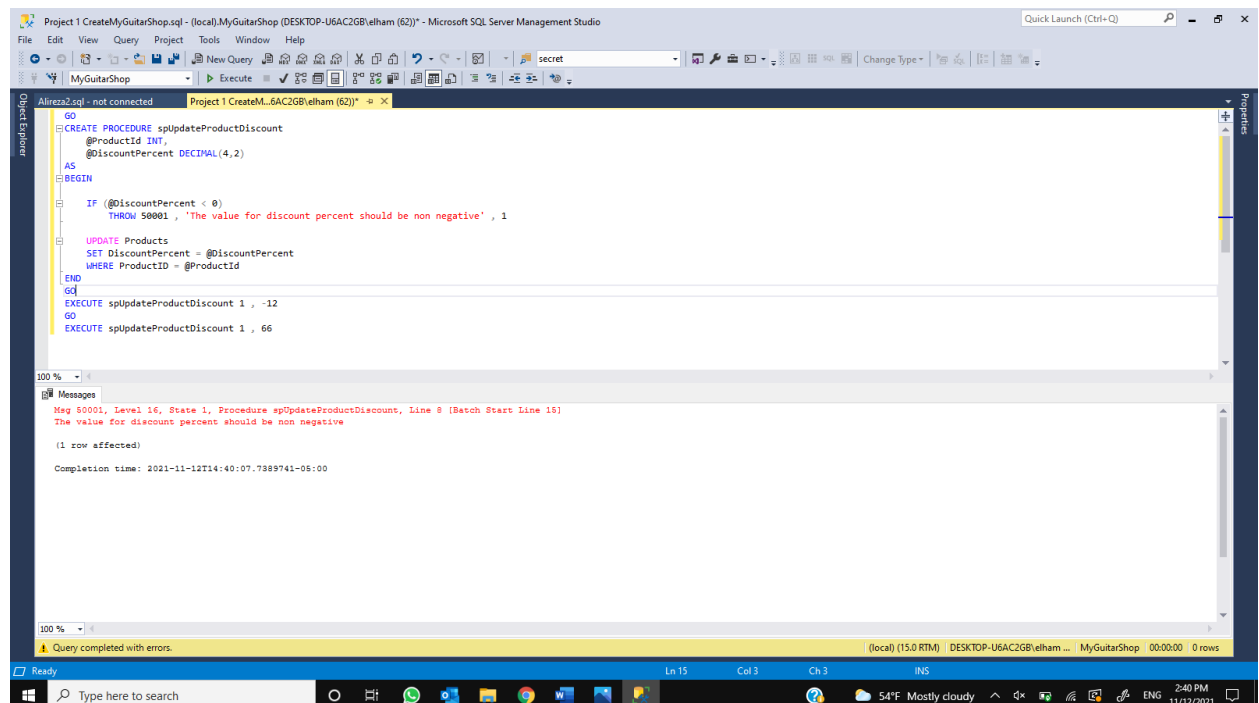 Project 1 CreateMyGuitarShop.sql - (local).MyGuitarShop (DESKTOP-U6AC2GB\elham (62))* - Microsoft SQL Server Management Studio
Quick Launch (Ctrl+Q)
File Edit View Query Project Tools Window Help
New Query secret Change Type
MyGuitarShop Execute
Object Explorer
Alireza2.sql - not connected
Project 1 CreateM...6AC2GB\elham (62))*
Properties
GO
CREATE PROCEDURE spUpdateProductDiscount
@ProductId INT,
@DiscountPercent DECIMAL(4,2)
AS
BEGIN
IF (@DiscountPercent < 0)
THROW 50001 , 'The value for discount percent should be non negative' , 1
UPDATE Products
SET DiscountPercent = @DiscountPercent
WHERE ProductID = @ProductId
END
GO
EXECUTE spUpdateProductDiscount 1 , -12
GO
EXECUTE spUpdateProductDiscount 1 , 66
100 %
Messages
Msg 50001, Level 16, State 1, Procedure spUpdateProductDiscount, Line 8 [Batch Start Line 15]
The value for discount percent should be non negative
(1 row affected)
Completion time: 2021-11-12T14:40:07.7389741-05:00
100 %
Query completed with errors.
(local) (15.0 RTM) DESKTOP-U6AC2GB\elham ... MyGuitarShop 00:00:00 0 rows
Ready Ln 15 Col 3 Ch 3 INS
Type here to search
54°F Mostly cloudy ENG
2:40 PM
11/12/2021